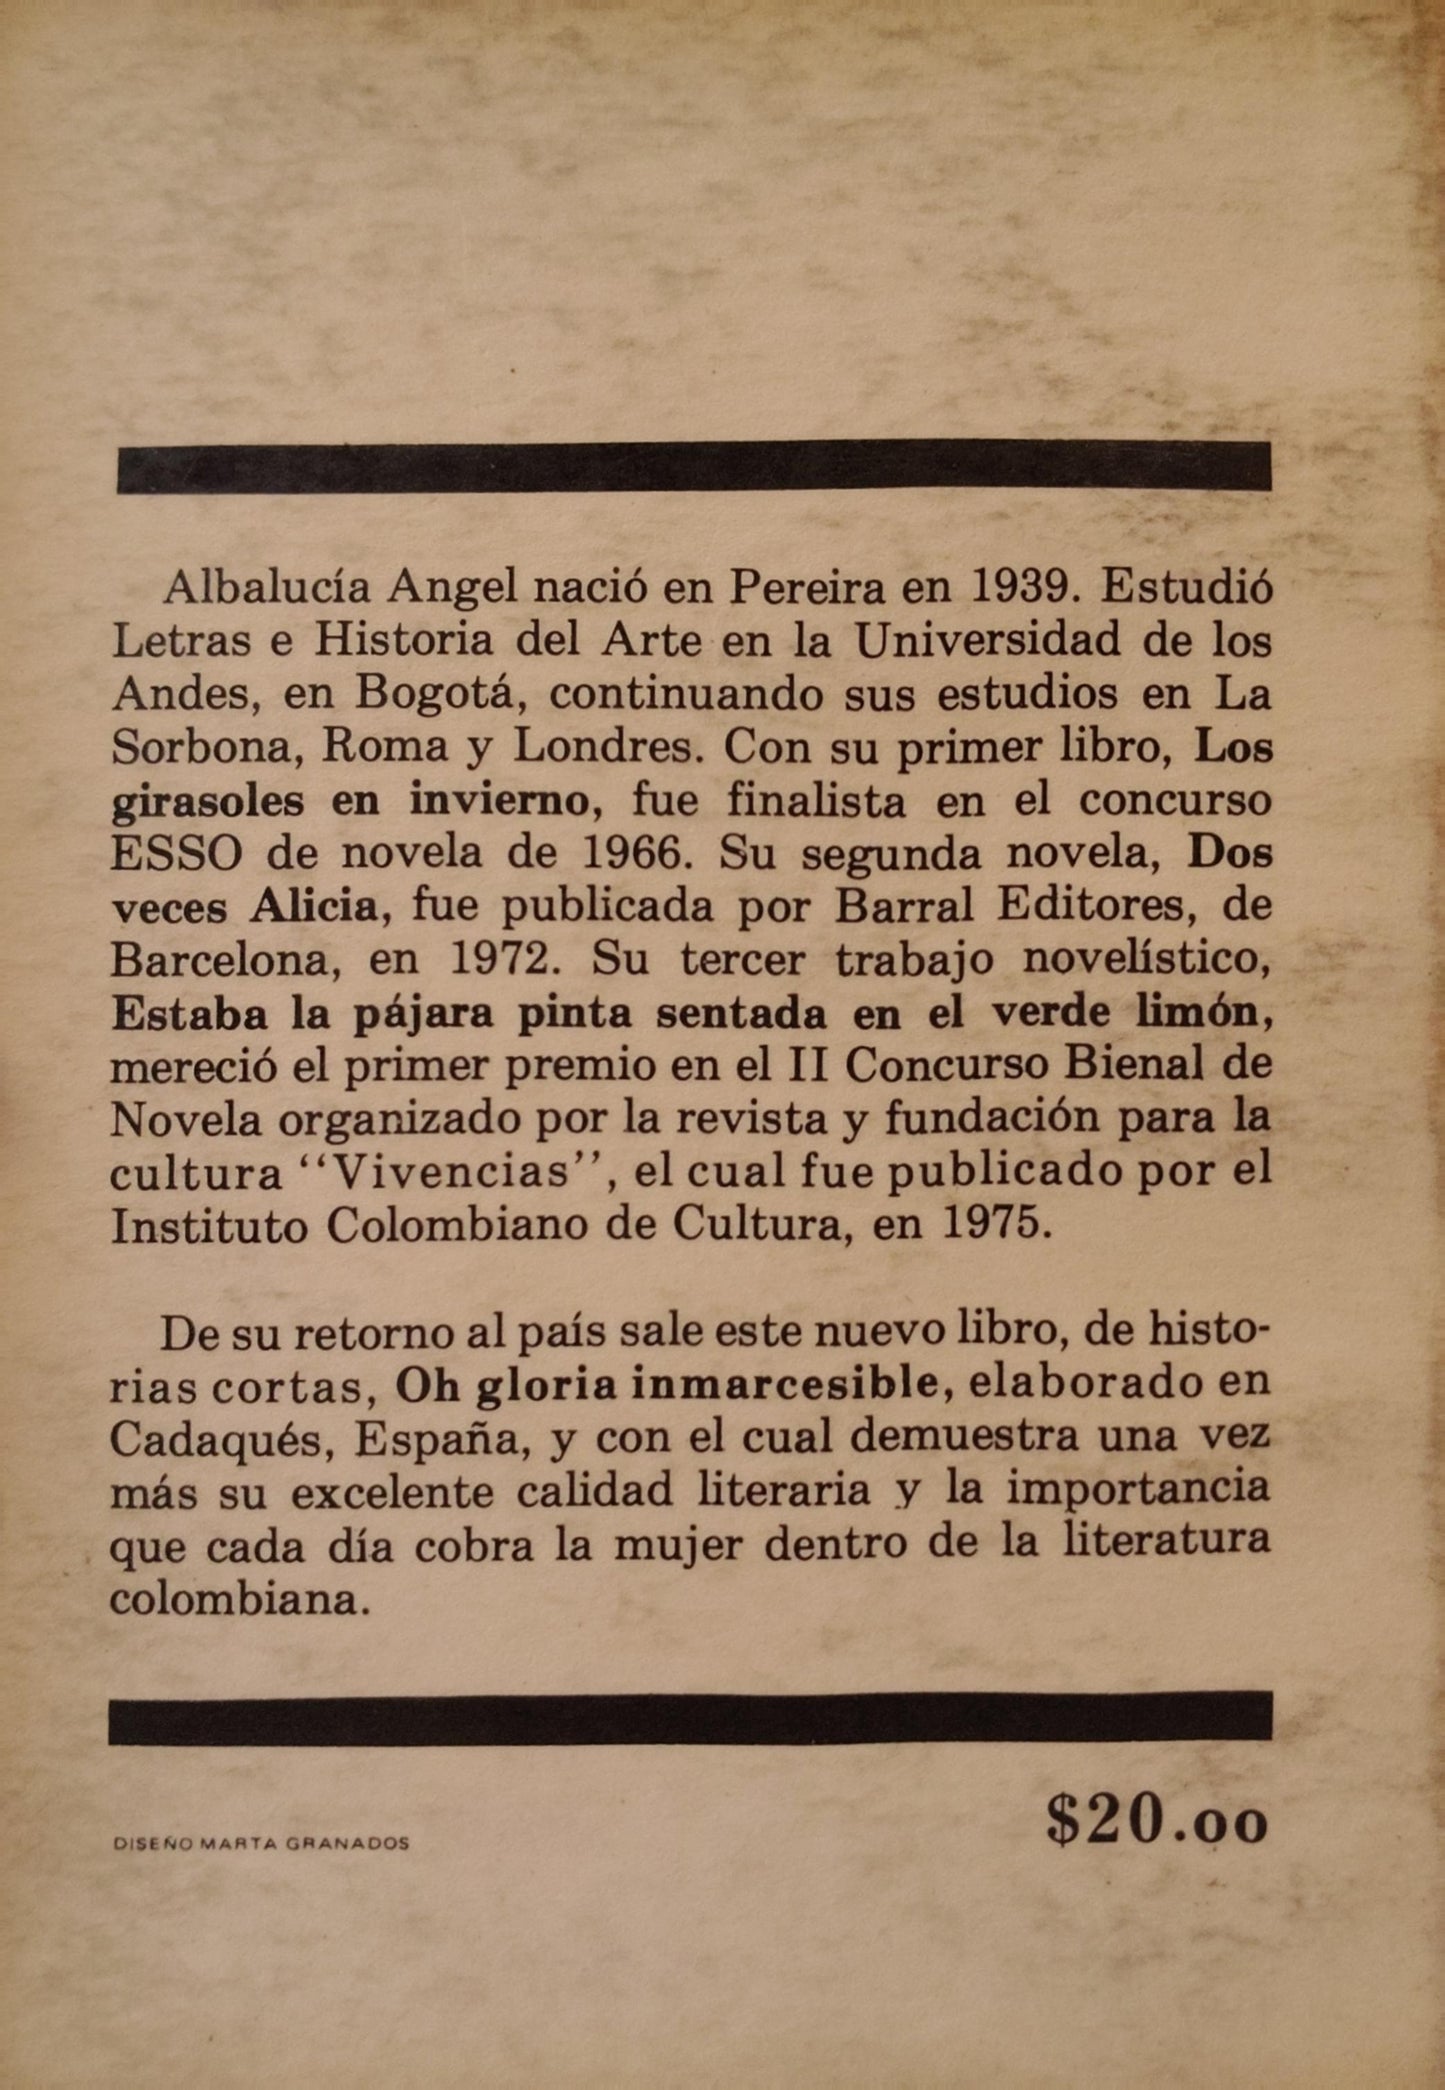 Albalucía Angel nació en Pereira en 1939. Estudió
Letras e Historia del Arte en la Universidad de los
Andes, en Bogotá, continuando sus estudios en La
Sorbona, Roma y Londres. Con su primer libro, Los
girasoles en invierno, fue finalista en el concurso
ESSO de novela de 1966. Su segunda novela, Dos
veces Alicia, fue publicada por Barral Editores, de
Barcelona, en 1972. Su tercer trabajo novelístico,
Estaba la pájara pinta sentada en el verde limón,
mereció el primer premio en el II Concurso Bienal de
Novela organizado por la revista y fundación para la
cultura ‘‘Vivencias’’, el cual fue publicado por el
Instituto Colombiano de Cultura, en 1975.
De su retorno al país sale este nuevo libro, de histo-
rias cortas, Oh gloria inmarcesible, elaborado en
Cadaqués, España, y con el cual demuestra una vez
más su excelente calidad literaria y la importancia
que cada día cobra la mujer dentro de la literatura
colombiana.
DISEÑO MARTA GRANADOS
$20.oo